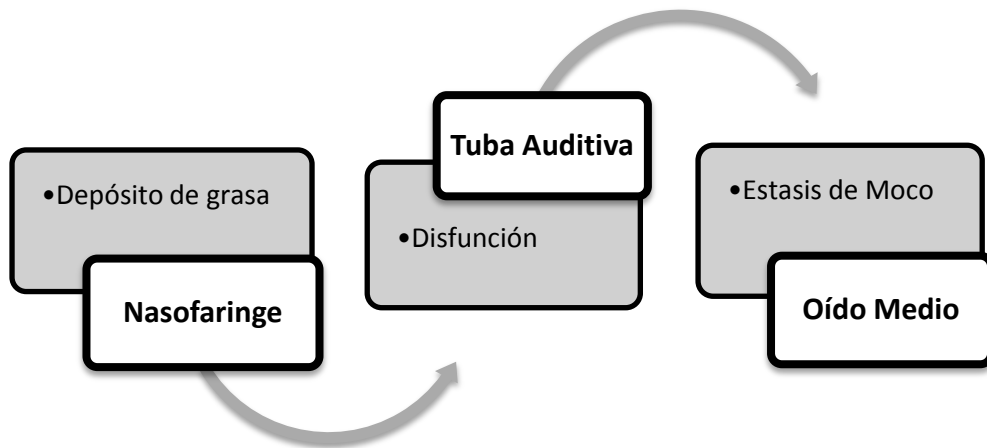 •Depósito de grasa
Nasofaringe
Tuba Auditiva
•Disfunción
•Estasis de Moco
Oído Medio